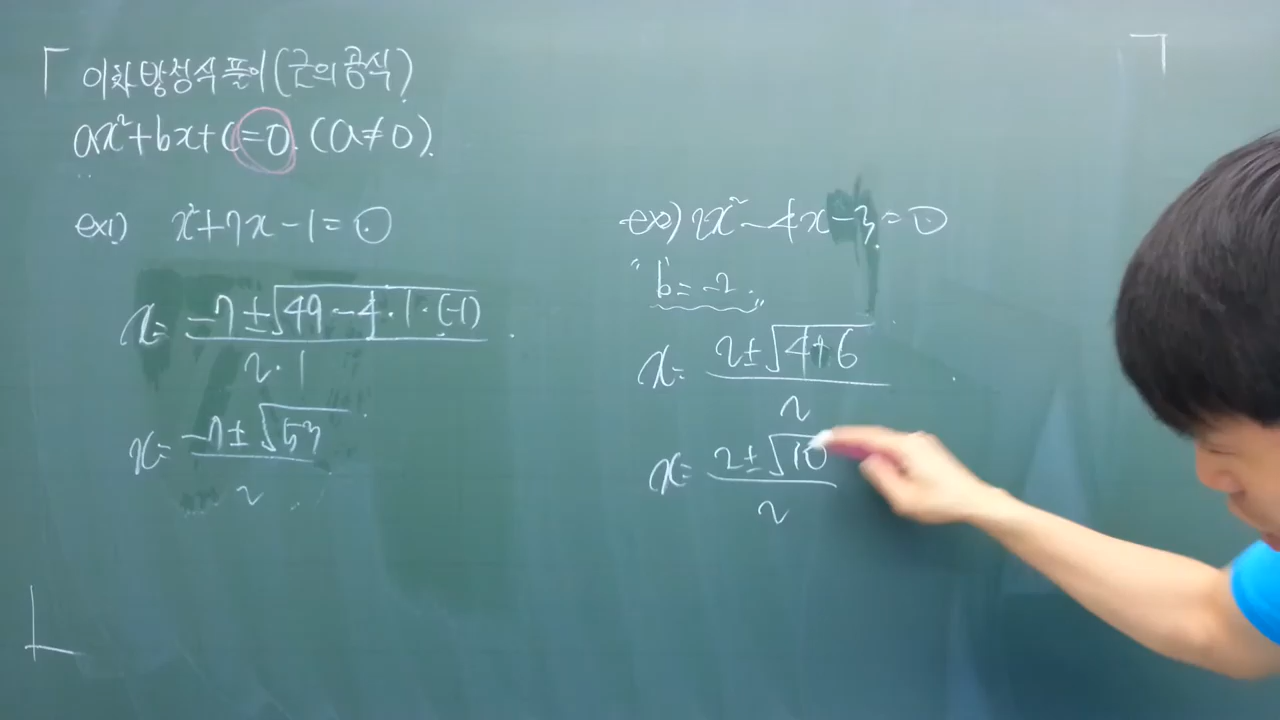 이차방정식 풀이 (근의 공식)
ax²+bx+c=0. (a≠0).
ex1) x²+7x-1=0
x= -7±√49-4·1·(-1) / 2·1
x= -7±√53 / 2
ex2) 2x²-4x-3=0
"b'=-2."
x= 2±√4+6 / 2
x= 2±√10 / 2